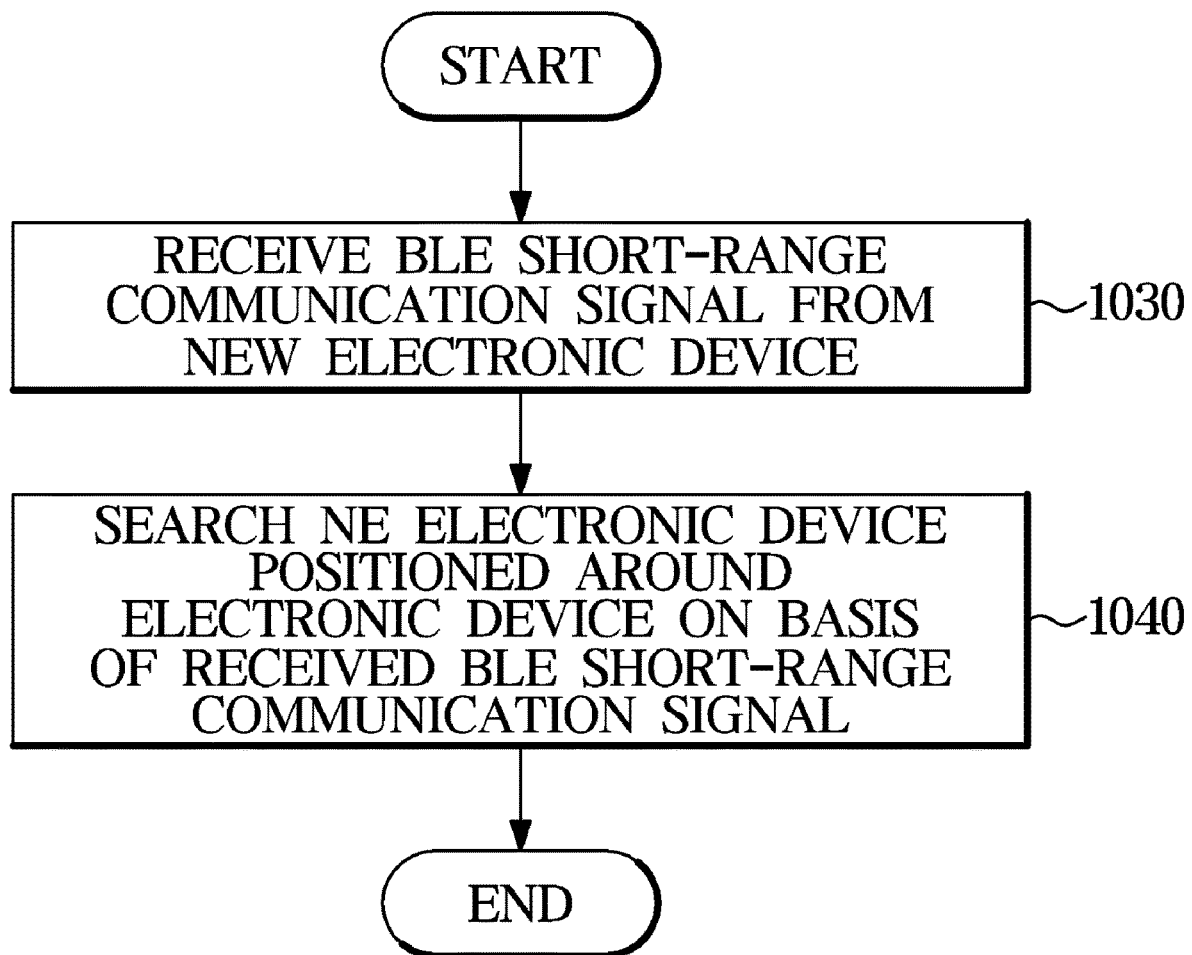 START
RECEIVE BLE SHORT-RANGE
COMMUNICATION SIGNAL FROM
NEW ELECTRONIC DEVICE
1030
SEARCH NE ELECTRONIC DEVICE
POSITIONED AROUND
ELECTRONIC DEVICE ON BASIS
OF RECEIVED BLE SHORT-RANGE
COMMUNICATION SIGNAL
1040
END